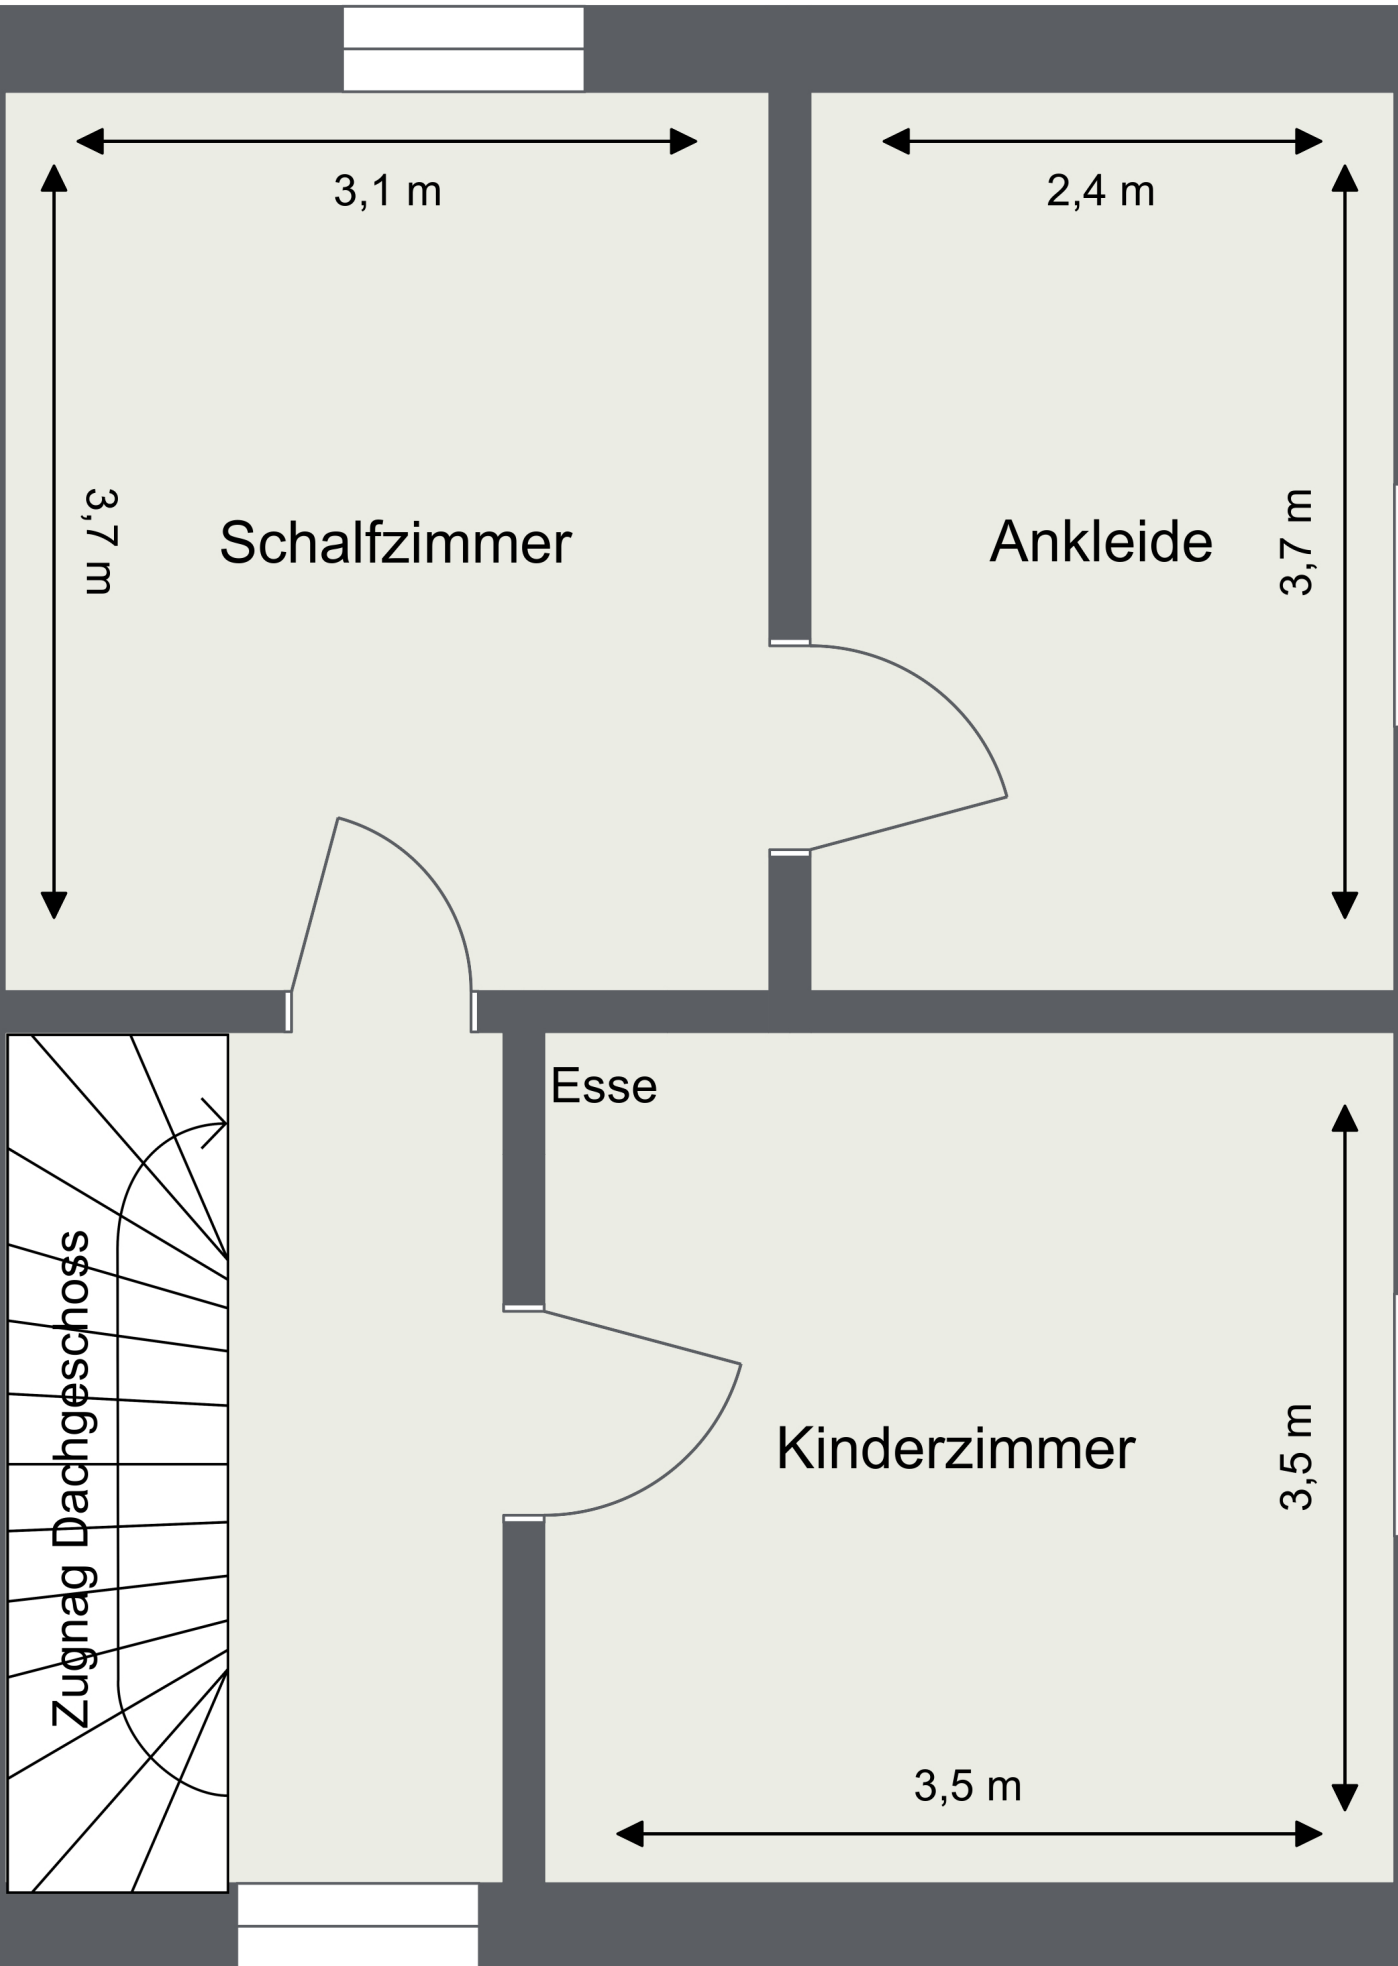 3,1 m
2,4 m
3,7 m
Schalfzimmer
Ankleide
3,7 m
Esse
Zugnag Dachgeschoss
Kinderzimmer
3,5 m
3,5 m